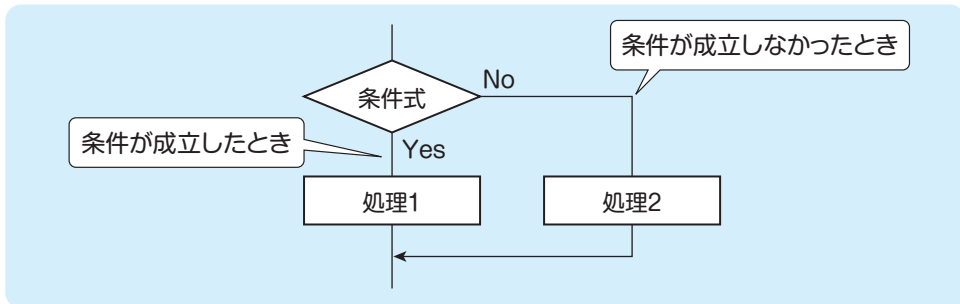 条件が成立しなかったとき
No
条件式
条件が成立したとき
Yes
処理1
処理2